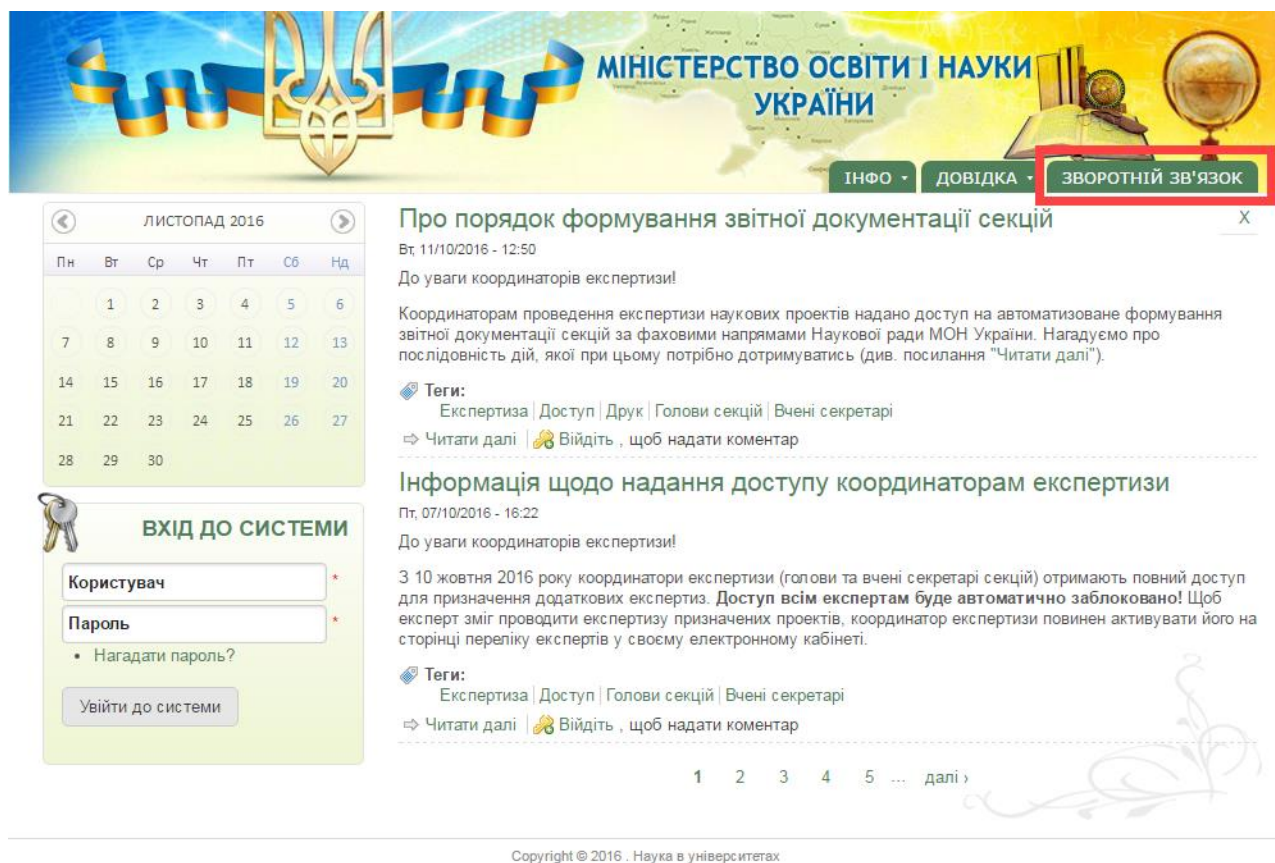 МІНІСТЕРСТВО ОСВІТИ І НАУКИ
УКРАЇНИ
ІНФО ДОВІДКА ЗВОРОТНІЙ ЗВ'ЯЗОК
ЛИСТОПАД 2016
Пн Вт Ср Чт Пт Сб Нд
1 2 3 4 5 6
7 8 9 10 11 12 13
14 15 16 17 18 19 20
21 22 23 24 25 26 27
28 29 30
ВХІД ДО СИСТЕМИ
Користувач *
Пароль *
• Нагадати пароль?
Увійти до системи
Про порядок формування звітної документації секцій X
Вт, 11/10/2016 - 12:50
До уваги координаторів експертизи!
Координаторам проведення експертизи наукових проектів надано доступ на автоматизоване формування
звітної документації секцій за фаховими напрямами Наукової ради МОН України. Нагадуємо про
послідовність дій, якої при цьому потрібно дотримуватись (див. посилання "Читати далі").
Теги:
Експертиза | Доступ | Друк | Голови секцій | Вчені секретарі
⇨ Читати далі | Війдіть , щоб надати коментар
Інформація щодо надання доступу координаторам експертизи
Пт, 07/10/2016 - 16:22
До уваги координаторів експертизи!
З 10 жовтня 2016 року координатори експертизи (голови та вчені секретарі секцій) отримають повний доступ
для призначення додаткових експертиз. Доступ всім експертам буде автоматично заблоковано! Щоб
експерт зміг проводити експертизу призначених проектів, координатор експертизи повинен активувати його на
сторінці переліку експертів у своєму електронному кабінеті.
Теги:
Експертиза | Доступ | Голови секцій | Вчені секретарі
⇨ Читати далі | Війдіть , щоб надати коментар
1 2 3 4 5 ... далі ›
Copyright © 2016 . Наука в університетах